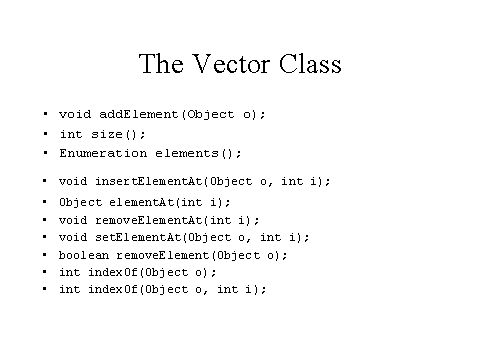 The Vector Class
• void addElement(Object o);
• int size();
• Enumeration elements();
• void insertElementAt(Object o, int i);
• Object elementAt(int i);
• void removeElementAt(int i);
• void setElementAt(Object o, int i);
• boolean removeElement(Object o);
• int indexOf(Object o);
• int indexOf(Object o, int i);